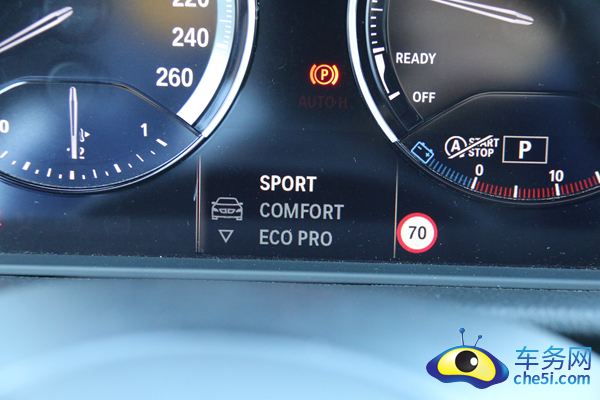 220
240
260
0
1
P
AUTO H
READY
OFF
A START
STOP
P
0
10
SPORT
COMFORT
ECO PRO
70
车务网
che5i.com